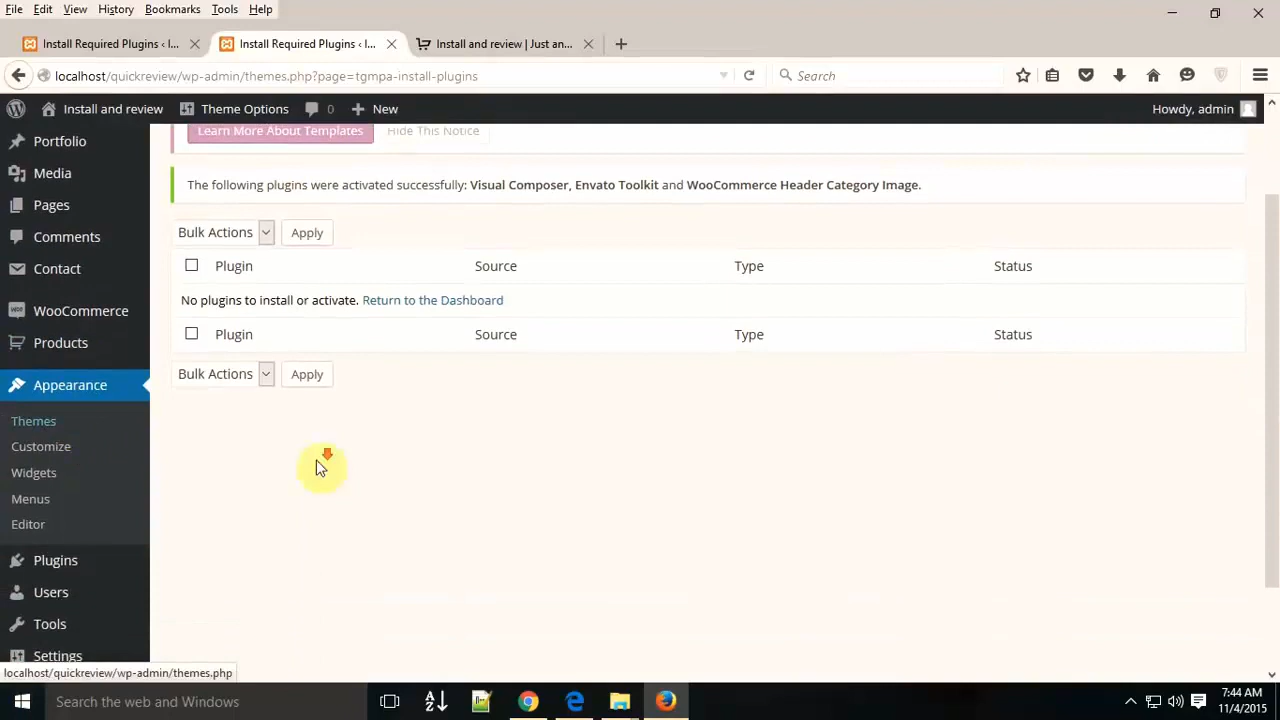 File Edit View History Bookmarks Tools Help
Install Required Plugins ‹ I...
Install Required Plugins ‹ I...
Install and review | Just an...
localhost/quickreview/wp-admin/themes.php?page=tgmpa-install-plugins
Search
Install and review
Theme Options
0
New
Howdy, admin
Portfolio
Media
Pages
Comments
Contact
WooCommerce
Products
Appearance
Themes
Customize
Widgets
Menus
Editor
Plugins
Users
Tools
Settings
Learn More About Templates
Hide This Notice
The following plugins were activated successfully: Visual Composer, Envato Toolkit and WooCommerce Header Category Image.
Bulk Actions
Apply
Plugin Source Type Status
No plugins to install or activate. Return to the Dashboard
Plugin Source Type Status
Bulk Actions
Apply
localhost/quickreview/wp-admin/themes.php
Search the web and Windows
7:44 AM
11/4/2015